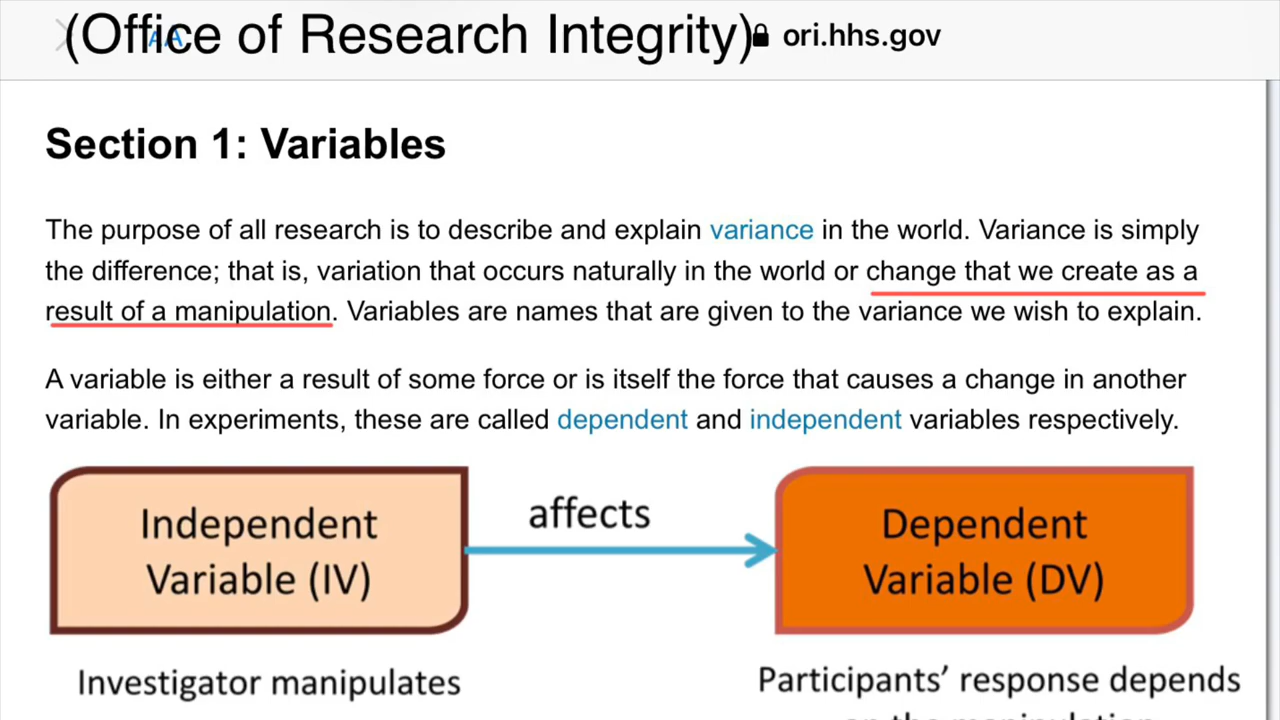 (Office of Research Integrity) ori.hhs.gov
Section 1: Variables
The purpose of all research is to describe and explain variance in the world. Variance is simply
the difference; that is, variation that occurs naturally in the world or change that we create as a
result of a manipulation. Variables are names that are given to the variance we wish to explain.
A variable is either a result of some force or is itself the force that causes a change in another
variable. In experiments, these are called dependent and independent variables respectively.
Independent
Variable (IV)
affects
Dependent
Variable (DV)
Investigator manipulates
Participants’ response depends